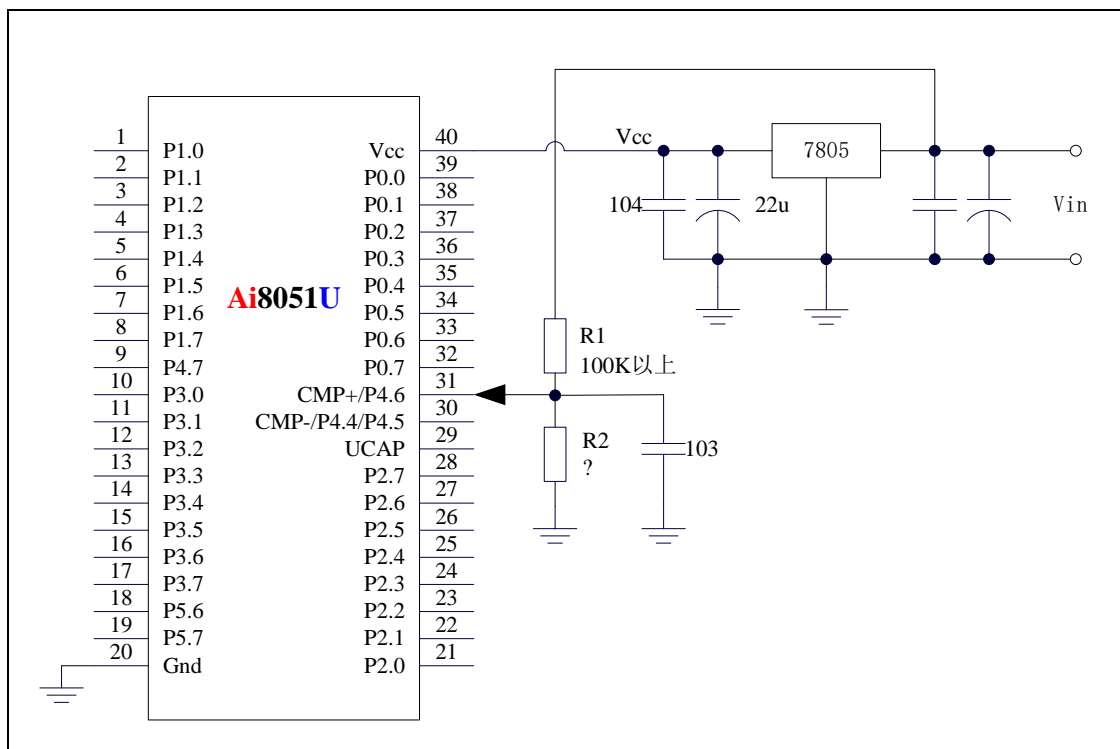 Ai8051U
1 P1.0
2 P1.1
3 P1.2
4 P1.3
5 P1.4
6 P1.5
7 P1.6
8 P1.7
9 P4.7
10 P3.0
11 P3.1
12 P3.2
13 P3.3
14 P3.4
15 P3.5
16 P3.6
17 P3.7
18 P5.6
19 P5.7
20 Gnd
Vcc 40
P0.0 39
P0.1 38
P0.2 37
P0.3 36
P0.4 35
P0.5 34
P0.6 33
P0.7 32
CMP+/P4.6 31
CMP-/P4.4/P4.5 30
UCAP 29
P2.7 28
P2.6 27
P2.5 26
P2.4 25
P2.3 24
P2.2 23
P2.1 22
P2.0 21
Vcc
7805
104
22u
Vin
R1
100K以上
R2
?
103